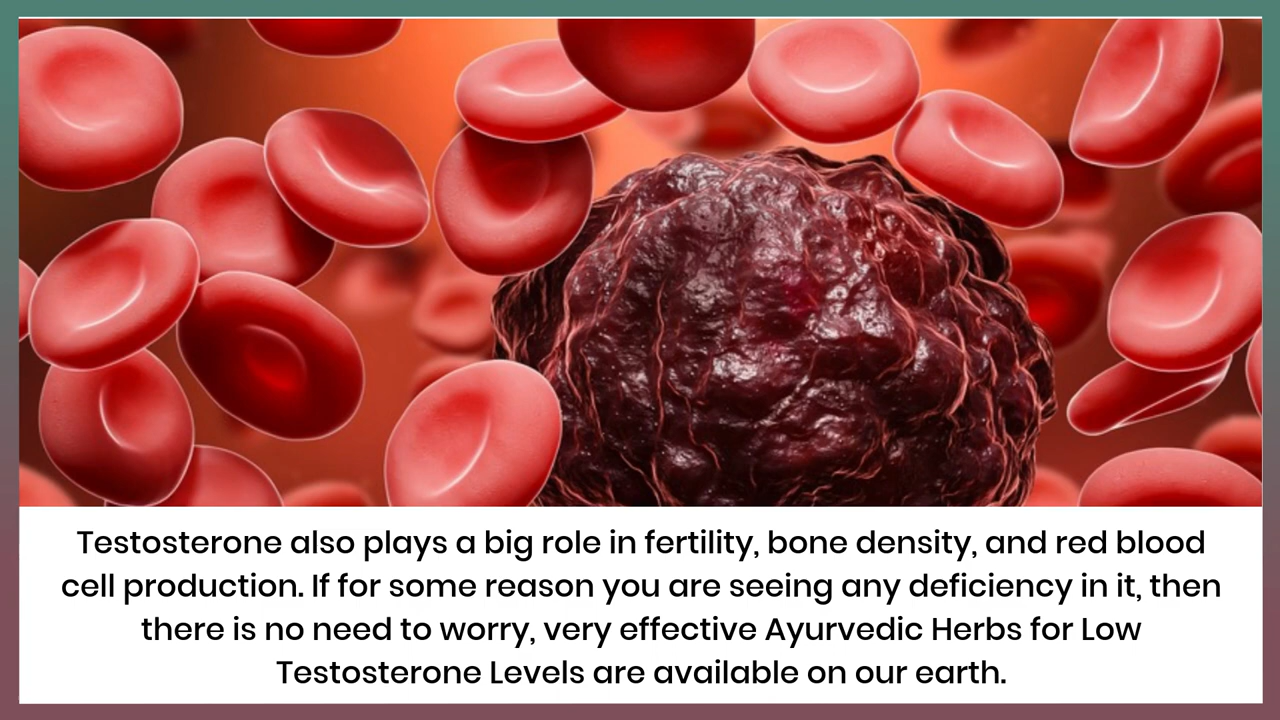 Testosterone also plays a big role in fertility, bone density, and red blood
cell production. If for some reason you are seeing any deficiency in it, then
there is no need to worry, very effective Ayurvedic Herbs for Low
Testosterone Levels are available on our earth.